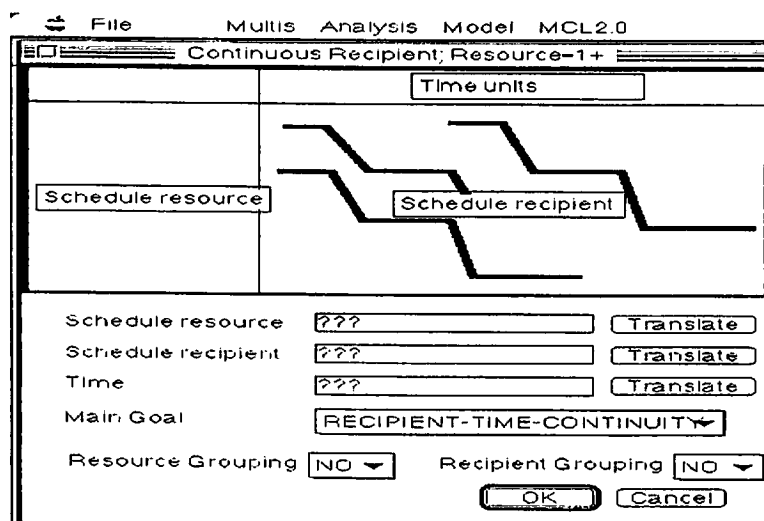 File Multis Analysis Model MCL2.0
Continuous Recipient; Resource-1+
Time units
Schedule resource
Schedule recipient
Schedule resource ??? Translate
Schedule recipient ??? Translate
Time ??? Translate
Main Goal RECIPIENT-TIME-CONTINUITY
Resource Grouping NO Recipient Grouping NO
OK Cancel